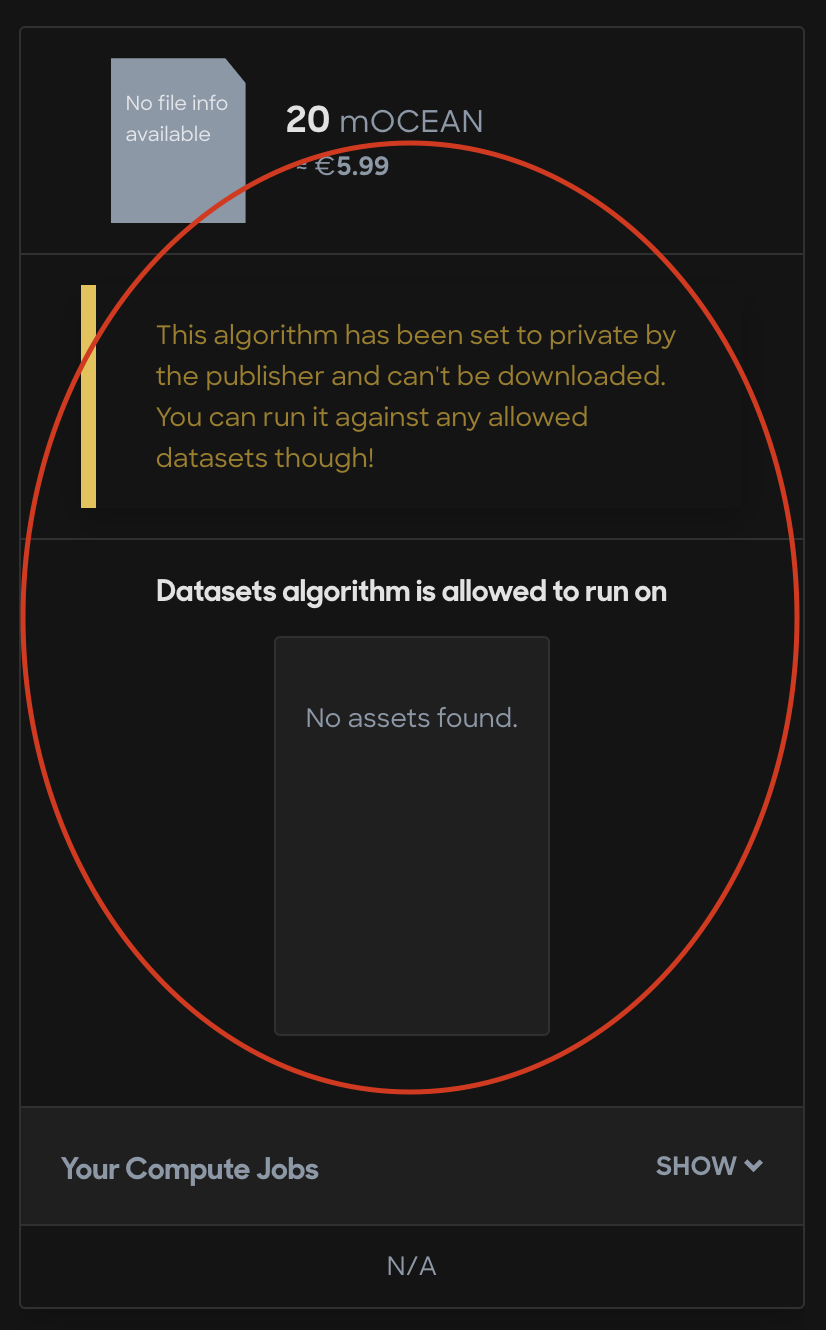 No file info
available
20 mOCEAN
≈ €5.99
This algorithm has been set to private by
the publisher and can't be downloaded.
You can run it against any allowed
datasets though!
Datasets algorithm is allowed to run on
No assets found.
Your Compute Jobs
SHOW
N/A